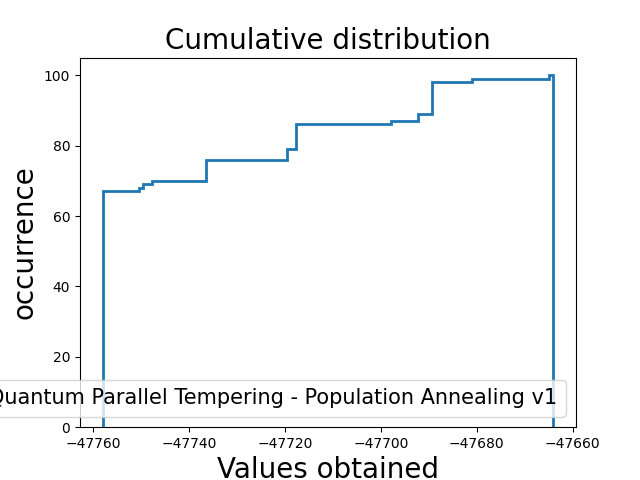 Cumulative distribution
100
80
60
40
20
0
occurrence
Quantum Parallel Tempering - Population Annealing v1
−47760 −47740 −47720 −47700 −47680 −47660
Values obtained